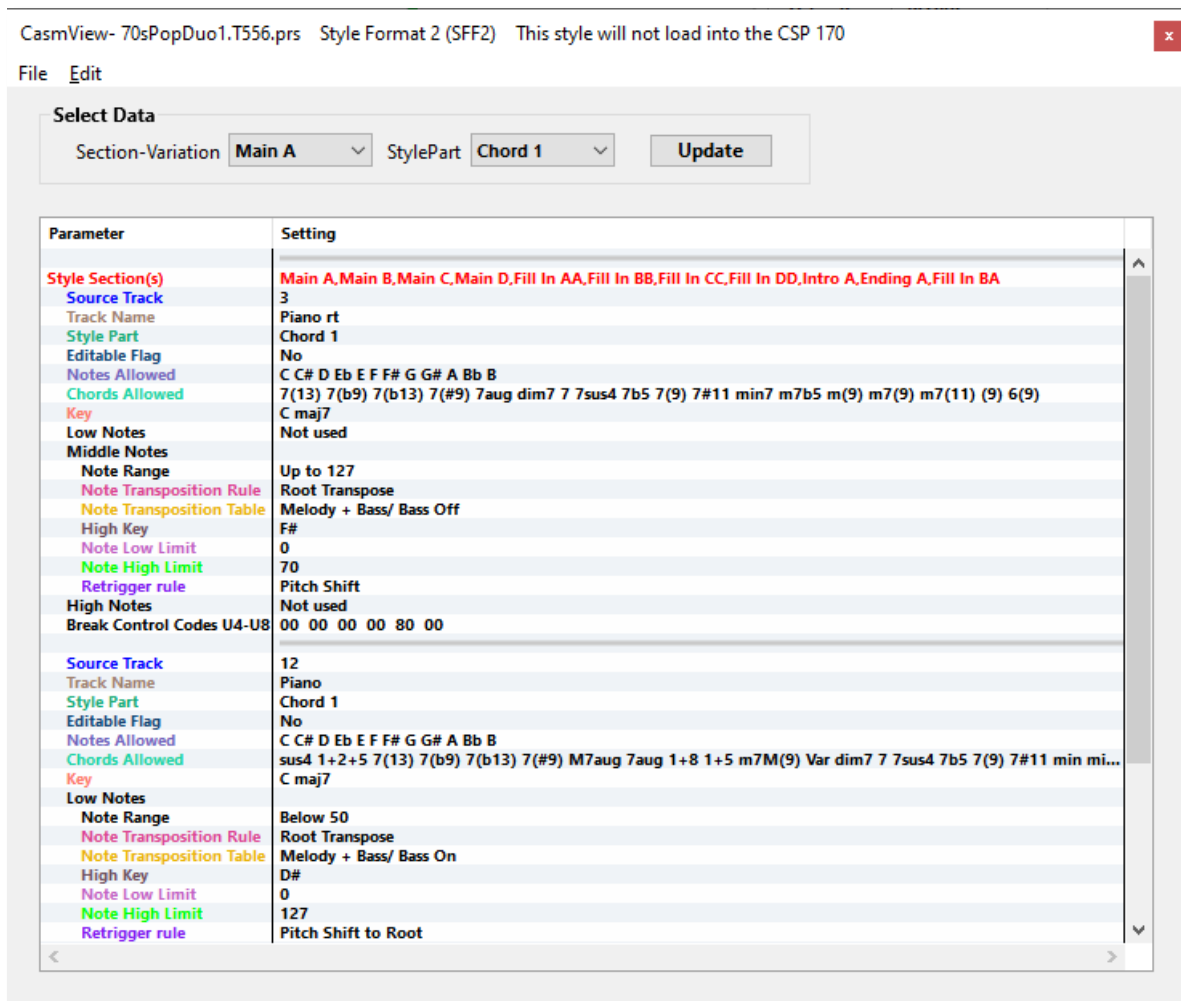 CasmView- 70sPopDuo1.T556.prs Style Format 2 (SFF2) This style will not load into the CSP 170
x
File Edit
Select Data
Section-Variation Main A StylePart Chord 1 Update
Parameter Setting
Style Section(s) Main A,Main B,Main C,Main D,Fill In AA,Fill In BB,Fill In CC,Fill In DD,Intro A,Ending A,Fill In BA
Source Track 3
Track Name Piano rt
Style Part Chord 1
Editable Flag No
Notes Allowed C C# D Eb E F F# G G# A Bb B
Chords Allowed 7(13) 7(b9) 7(b13) 7(#9) 7aug dim7 7 7sus4 7b5 7(9) 7#11 min7 m7b5 m(9) m7(9) m7(11) (9) 6(9)
Key C maj7
Low Notes Not used
Middle Notes
Note Range Up to 127
Note Transposition Rule Root Transpose
Note Transposition Table Melody + Bass/ Bass Off
High Key F#
Note Low Limit 0
Note High Limit 70
Retrigger rule Pitch Shift
High Notes Not used
Break Control Codes U4-U8 00 00 00 00 80 00
Source Track 12
Track Name Piano
Style Part Chord 1
Editable Flag No
Notes Allowed C C# D Eb E F F# G G# A Bb B
Chords Allowed sus4 1+2+5 7(13) 7(b9) 7(b13) 7(#9) M7aug 7aug 1+8 1+5 m7M(9) Var dim7 7 7sus4 7b5 7(9) 7#11 min mi...
Key C maj7
Low Notes
Note Range Below 50
Note Transposition Rule Root Transpose
Note Transposition Table Melody + Bass/ Bass On
High Key D#
Note Low Limit 0
Note High Limit 127
Retrigger rule Pitch Shift to Root